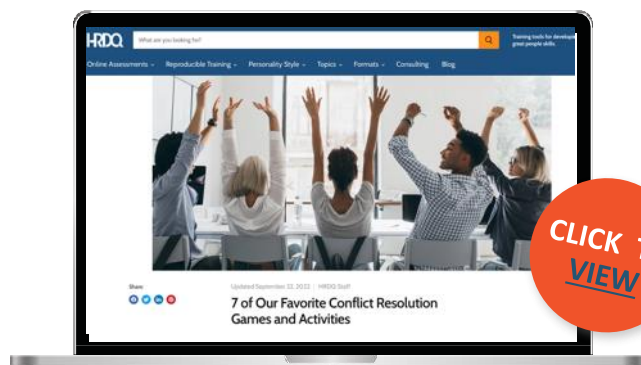 HRDQ
What are you looking for?
Training tools for developing
great people skills.
Online Assessments
Reproducible Training
Personality Style
Topics
Formats
Consulting
Blog
Share
Updated September 22, 2022 | HRDQ Staff
7 of Our Favorite Conflict Resolution
Games and Activities
CLICK T
VIEW